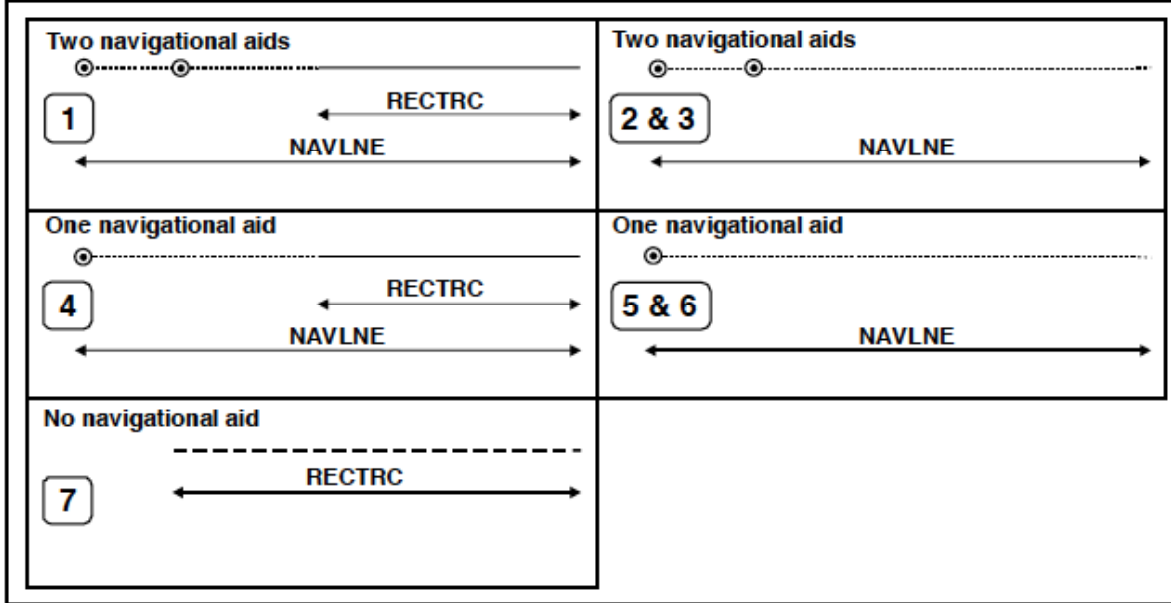 Two navigational aids
RECTRC
1
NAVLNE
Two navigational aids
2 & 3
NAVLNE
One navigational aid
RECTRC
4
NAVLNE
One navigational aid
5 & 6
NAVLNE
No navigational aid
RECTRC
7